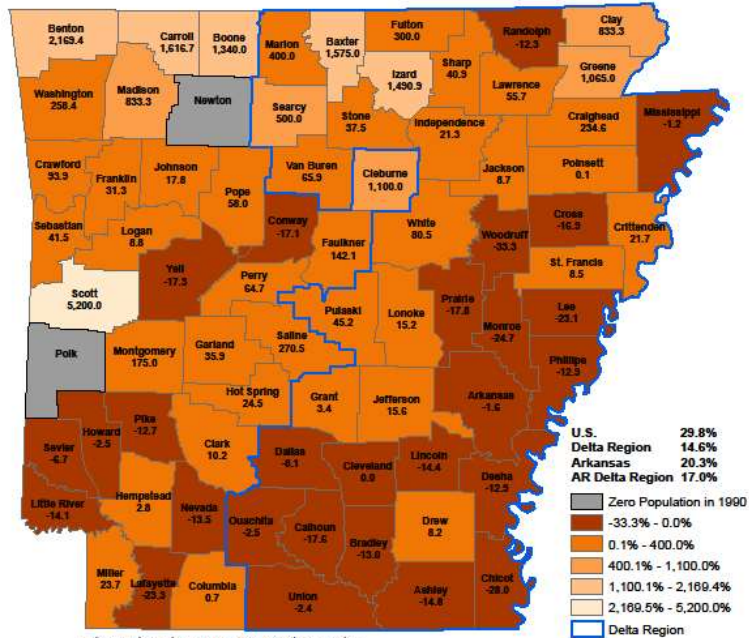 Benton
2,169.4
Carroll
1,616.7
Boone
1,340.0
Marion
400.0
Baxter
1,575.0
Fulton
300.0
Randolph
-12.3
Clay
833.3
Izard
1,490.9
Sharp
40.9
Greene
1,065.0
Washington
258.4
Madison
833.3
Newton
Searcy
500.0
Stone
37.5
Independence
21.3
Lawrence
55.7
Craighead
234.6
Mississippi
-1.2
Crawford
93.9
Franklin
31.3
Johnson
17.8
Pope
58.0
Van Buren
65.9
Cleburne
1,100.0
Jackson
8.7
Poinsett
0.1
Sebastian
41.5
Logan
8.8
Conway
-17.1
Faulkner
142.1
White
80.5
Woodruff
-33.3
Cross
-16.9
Crittenden
21.7
St. Francis
8.5
Scott
5,200.0
Yell
-17.3
Perry
64.7
Pulaski
45.2
Lonoke
15.2
Prairie
-17.8
Monroe
-24.7
Lee
-23.1
Phillips
-12.9
Polk
Montgomery
175.0
Garland
35.9
Saline
270.5
Hot Spring
24.5
Grant
3.4
Jefferson
15.6
Arkansas
-1.6
Sevier
-6.7
Howard
-2.5
Pike
-12.7
Clark
10.2
Dallas
-8.1
Cleveland
0.0
Lincoln
-14.4
Desha
-12.9
Little River
-14.1
Hempstead
2.8
Nevada
-13.5
Ouachita
-2.5
Calhoun
-17.6
Bradley
-13.0
Drew
8.2
Miller
23.7
Lafayette
-23.3
Columbia
0.7
Union
-2.4
Ashley
-14.8
Chicot
-28.0
U.S. 29.8%
Delta Region 14.6%
Arkansas 20.3%
AR Delta Region 17.0%
Zero Population in 1990
-33.3% - 0.0%
0.1% - 400.0%
400.1% - 1,100.0%
1,100.1% - 2,169.4%
2,169.5% - 5,200.0%
Delta Region